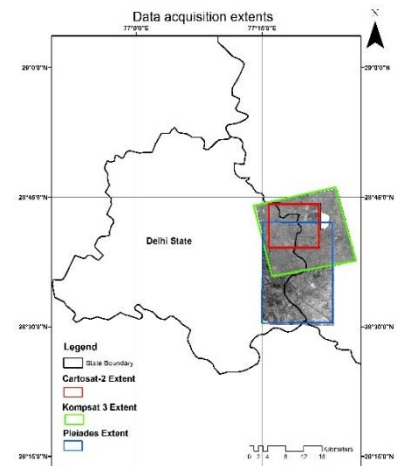 Data acquisition extents
N
77°0'0"E 77°15'0"E
29°0'0"N 29°0'0"N
28°45'0"N 28°45'0"N
Delhi State
28°30'0"N 28°30'0"N
Legend
State Boundary
Cartosat-2 Extent
Kompsat 3 Extent
Pleiades Extent
Kilometers
0 2 4 8 12 16
28°15'0"N 28°15'0"N